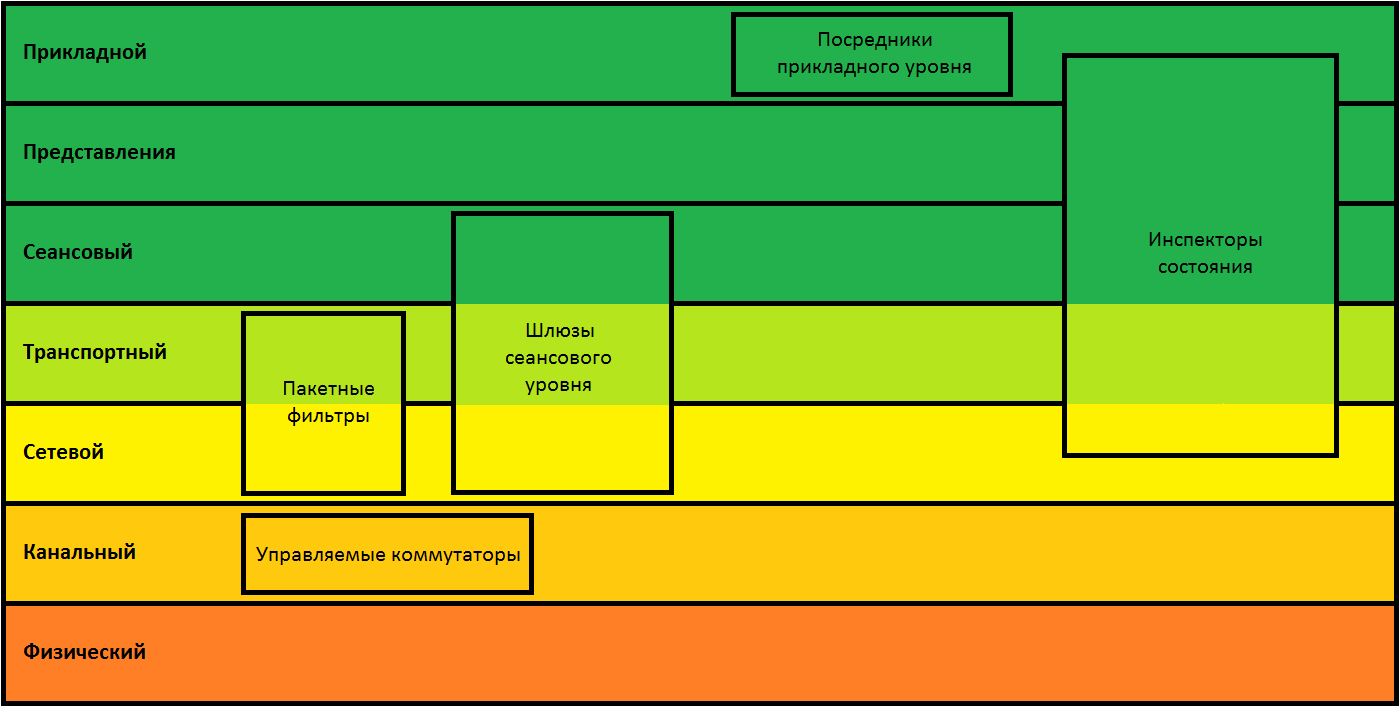 Прикладной
Посредники
прикладного уровня
Представления
Сеансовый
Инспекторы
состояния
Транспортный
Шлюзы
сеансового
уровня
Пакетные
фильтры
Сетевой
Канальный
Управляемые коммутаторы
Физический